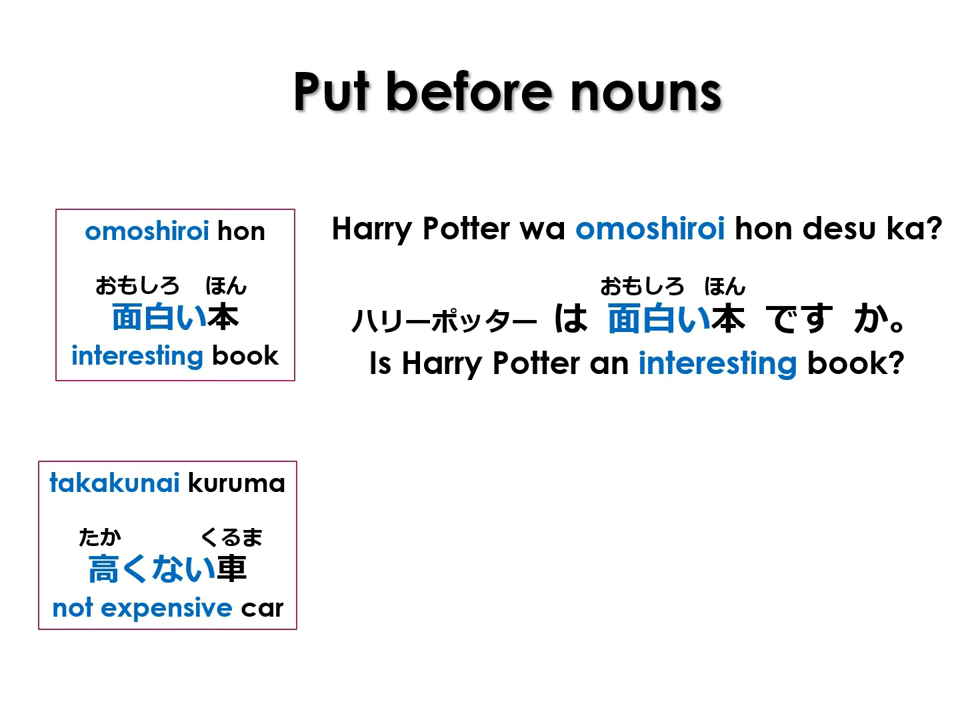 Put before nouns
omoshiroi hon
おもしろ ほん
面白い本
interesting book
Harry Potter wa omoshiroi hon desu ka?
おもしろ ほん
ハリーポッター は 面白い本 です か。
Is Harry Potter an interesting book?
takakunai kuruma
たか くるま
高くない車
not expensive car